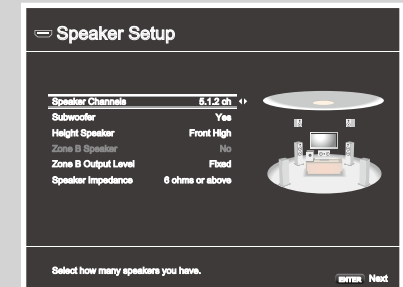 Speaker Setup
Speaker Channels 5.1.2 ch
Subwoofer Yes
Height Speaker Front High
Zone B Speaker No
Zone B Output Level Fixed
Speaker Impedance 6 ohms or above
Select how many speakers you have.
ENTER Next